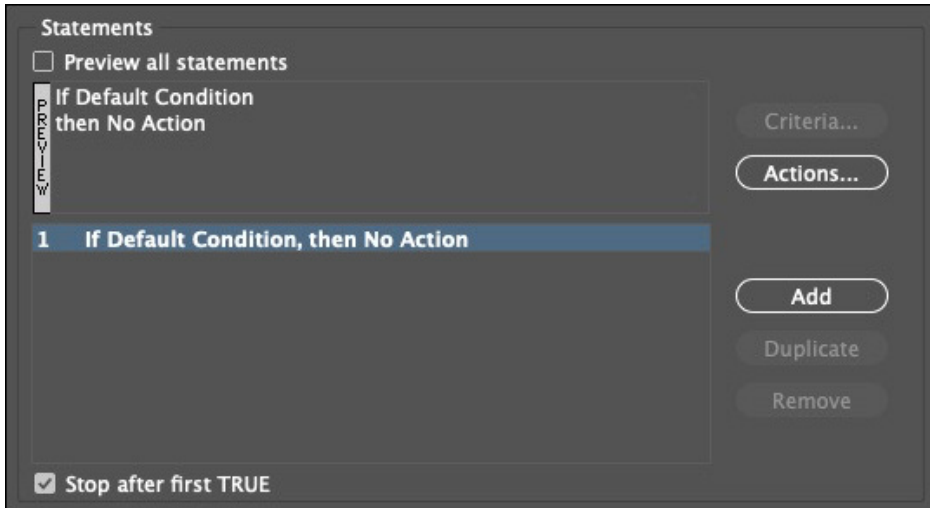 Statements
Preview all statements
PREVIEW
If Default Condition
then No Action
Criteria...
Actions...
1 If Default Condition, then No Action
Add
Duplicate
Remove
Stop after first TRUE